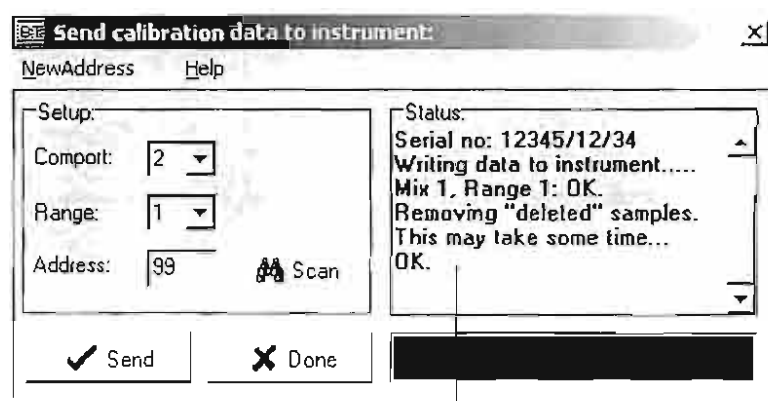 Send calibration data to instrument:
NewAddress Help
Setup:
Comport: 2
Range: 1
Address: 99 Scan
Status:
Serial no: 12345/12/34
Writing data to instrument.....
Mix 1, Range 1: OK.
Removing "deleted" samples.
This may take some time...
OK.
Send Done